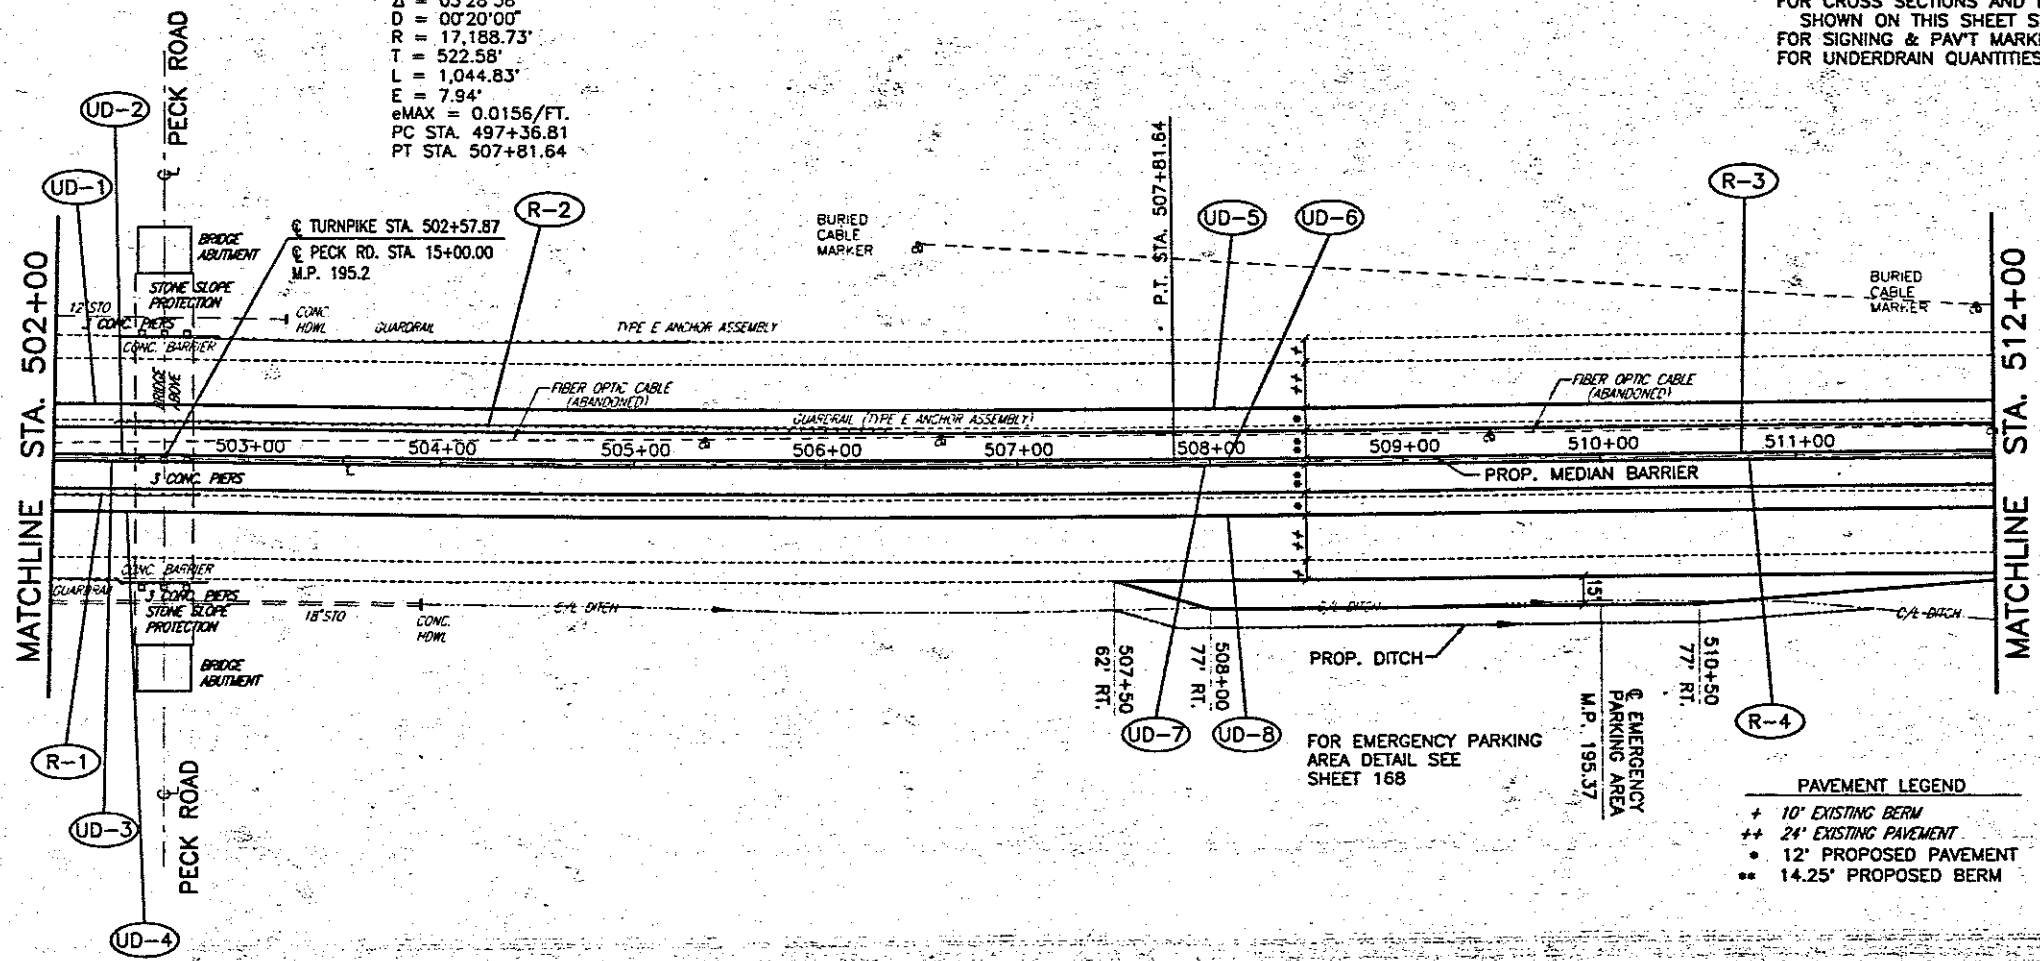 D = 00°20'00"
R = 17,188.73'
T = 522.58'
L = 1,044.83'
E = 7.94'
eMAX = 0.0156/FT.
PC STA. 497+36.81
PT STA. 507+81.64
FOR CROSS SECTIONS AND
SHOWN ON THIS SHEET
FOR SIGNING & PAV'T
FOR UNDERDRAIN QUANTITIES
PECK ROAD
UD-2
UD-1
R-2
UD-5
UD-6
R-3
℄ TURNPIKE STA. 502+57.87
℄ PECK RD. STA. 15+00.00
M.P. 195.2
BRIDGE
ABUTMENT
STONE SLOPE
PROTECTION
12" STO
3 CONC. PIERS
CONC. BARRIER
CONC.
HDWL
GUARDRAIL
TYPE E ANCHOR ASSEMBLY
BURIED
CABLE
MARKER
P.T. STA. 507+81.64
BURIED
CABLE
MARKER
MATCHLINE STA. 502+00
MATCHLINE STA. 512+00
BRIDGE
ABOVE
FIBER OPTIC CABLE
(ABANDONED)
GUARDRAIL (TYPE E ANCHOR ASSEMBLY)
FIBER OPTIC CABLE
(ABANDONED)
503+00
504+00
505+00
506+00
507+00
508+00
509+00
510+00
511+00
℄
3 CONC. PIERS
PROP. MEDIAN BARRIER
CONC. BARRIER
GUARDRAIL
3 CONC. PIERS
STONE SLOPE
PROTECTION
18" STO
CONC.
HDWL
C/L DITCH
C/L DITCH
C/L DITCH
15'
BRIDGE
ABUTMENT
507+50
62' RT.
508+00
77' RT.
PROP. DITCH
510+50
77' RT.
℄ EMERGENCY
PARKING AREA
M.P. 195.37
R-1
UD-3
UD-4
UD-7
UD-8
R-4
℄ PECK ROAD
FOR EMERGENCY PARKING
AREA DETAIL SEE
SHEET 168
PAVEMENT LEGEND
+ 10' EXISTING BERM
++ 24' EXISTING PAVEMENT
* 12' PROPOSED PAVEMENT
** 14.25' PROPOSED BERM